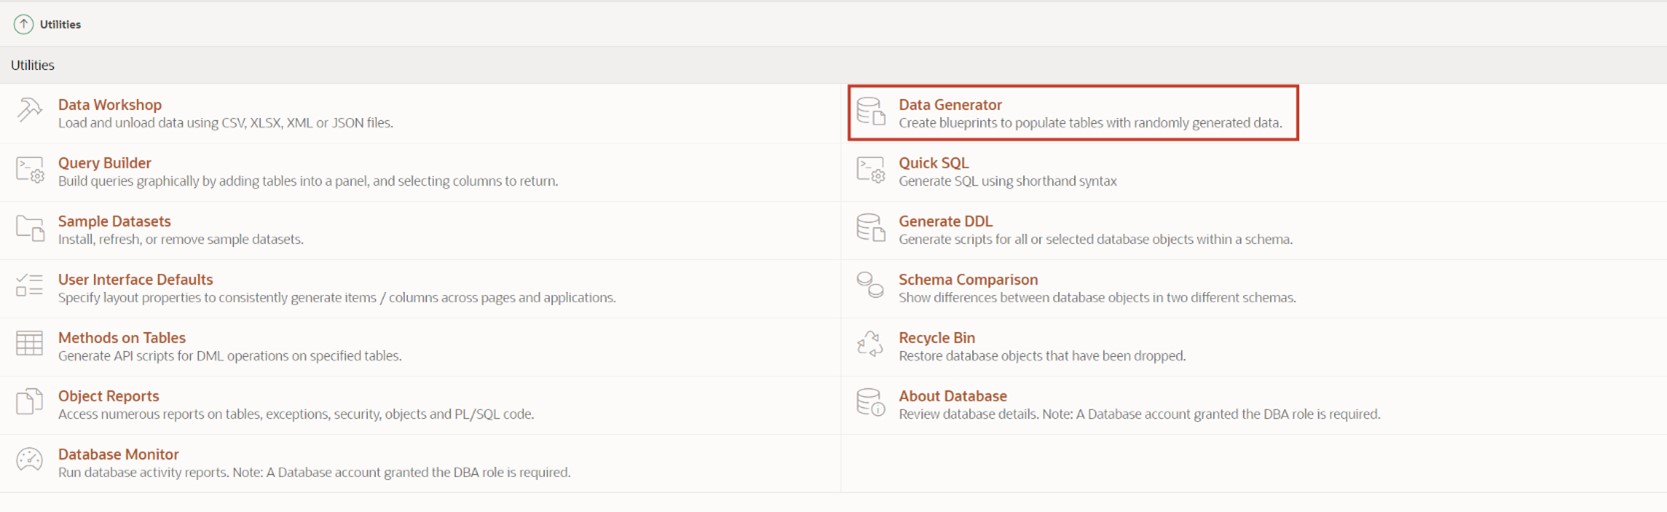 Utilities
Utilities
Data Workshop
Load and unload data using CSV, XLSX, XML or JSON files.
Data Generator
Create blueprints to populate tables with randomly generated data.
Query Builder
Build queries graphically by adding tables into a panel, and selecting columns to return.
Quick SQL
Generate SQL using shorthand syntax
Sample Datasets
Install, refresh, or remove sample datasets.
Generate DDL
Generate scripts for all or selected database objects within a schema.
User Interface Defaults
Specify layout properties to consistently generate items / columns across pages and applications.
Schema Comparison
Show differences between database objects in two different schemas.
Methods on Tables
Generate API scripts for DML operations on specified tables.
Recycle Bin
Restore database objects that have been dropped.
Object Reports
Access numerous reports on tables, exceptions, security, objects and PL/SQL code.
About Database
Review database details. Note: A Database account granted the DBA role is required.
Database Monitor
Run database activity reports. Note: A Database account granted the DBA role is required.